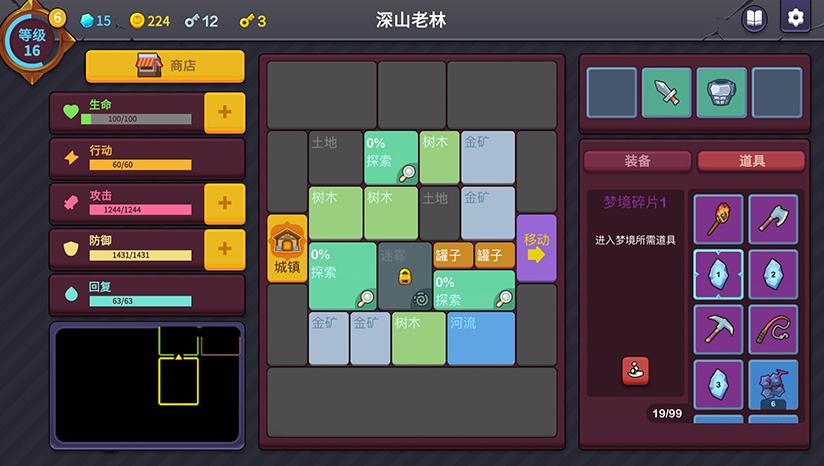 等级
16
6
15
224
12
3
深山老林
商店
生命
100/100
行动
60/60
攻击
1244/1244
防御
1431/1431
回复
63/63
土地
0%
探索
树木
金矿
树木
树木
土地
金矿
城镇
0%
探索
迷雾
罐子
罐子
移动
0%
探索
金矿
金矿
树木
河流
装备
道具
梦境碎片1
进入梦境所需道具
1
2
3
6
19/99